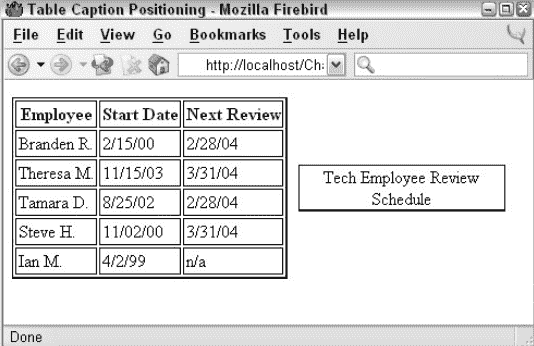 Table Caption Positioning - Mozilla Firebird
File Edit View Go Bookmarks Tools Help
http://localhost/Ch
Employee Start Date Next Review
Branden R. 2/15/00 2/28/04
Theresa M. 11/15/03 3/31/04
Tamara D. 8/25/02 2/28/04
Steve H. 11/02/00 3/31/04
Ian M. 4/2/99 n/a
Tech Employee Review
Schedule
Done